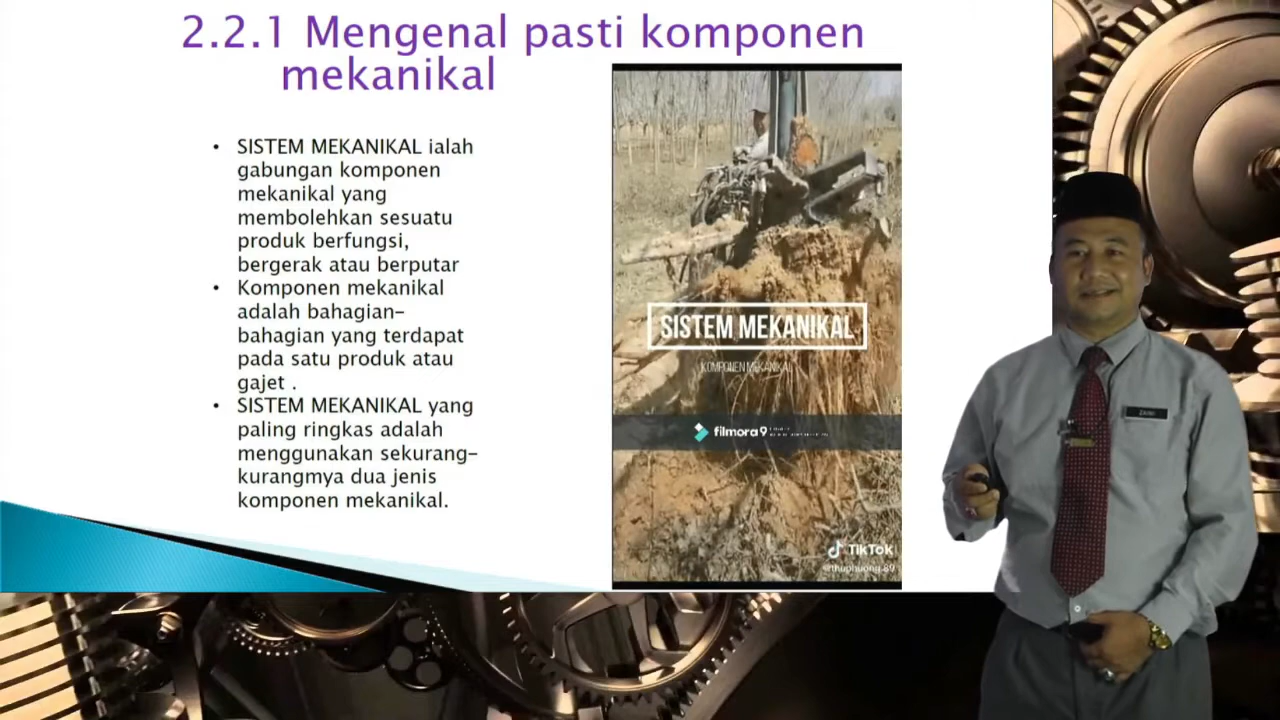 2.2.1 Mengenal pasti komponen
mekanikal
• SISTEM MEKANIKAL ialah
gabungan komponen
mekanikal yang
membolehkan sesuatu
produk berfungsi,
bergerak atau berputar
• Komponen mekanikal
adalah bahagian-
bahagian yang terdapat
pada satu produk atau
gajet .
• SISTEM MEKANIKAL yang
paling ringkas adalah
menggunakan sekurang-
kurangmya dua jenis
komponen mekanikal.
SISTEM MEKANIKAL
KOMPONEN MEKANIKAL
filmora9
TikTok